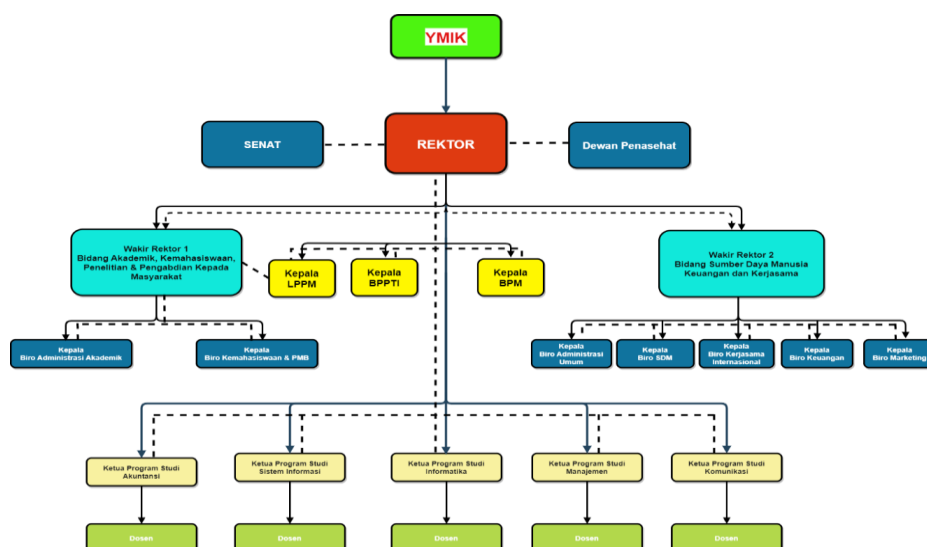 YMIK
SENAT
REKTOR
Dewan Penasehat
Wakir Rektor 1
Bidang Akademik, Kemahasiswaan,
Penelitian & Pengabdian Kepada
Masyarakat
Kepala
LPPM
Kepala
BPPTI
Kepala
BPM
Wakir Rektor 2
Bidang Sumber Daya Manusia
Keuangan dan Kerjasama
Kepala
Biro Administrasi Akademik
Kepala
Biro Kemahasiswaan & PMB
Kepala
Biro Administrasi
Umum
Kepala
Biro SDM
Kepala
Biro Kerjasama
Internasional
Kepala
Biro Keuangan
Kepala
Biro Marketing
Ketua Program Studi
Akuntansi
Ketua Program Studi
Sistem Informasi
Ketua Program Studi
Informatika
Ketua Program Studi
Manajemen
Ketua Program Studi
Komunikasi
Dosen
Dosen
Dosen
Dosen
Dosen